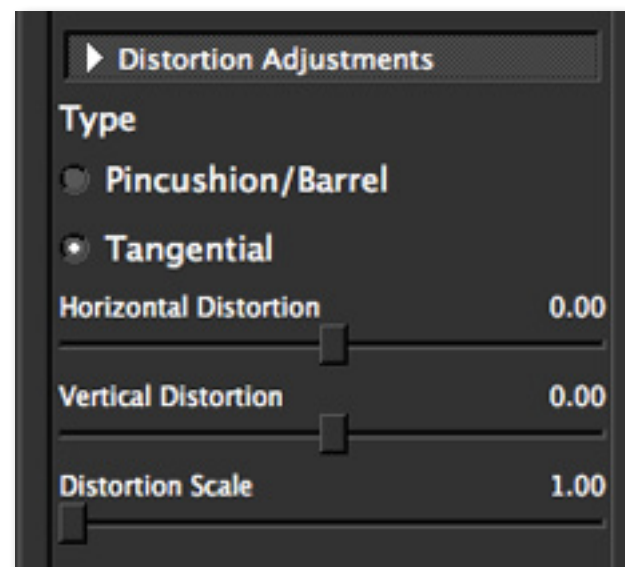 Distortion Adjustments
Type
Pincushion/Barrel
Tangential
Horizontal Distortion 0.00
Vertical Distortion 0.00
Distortion Scale 1.00